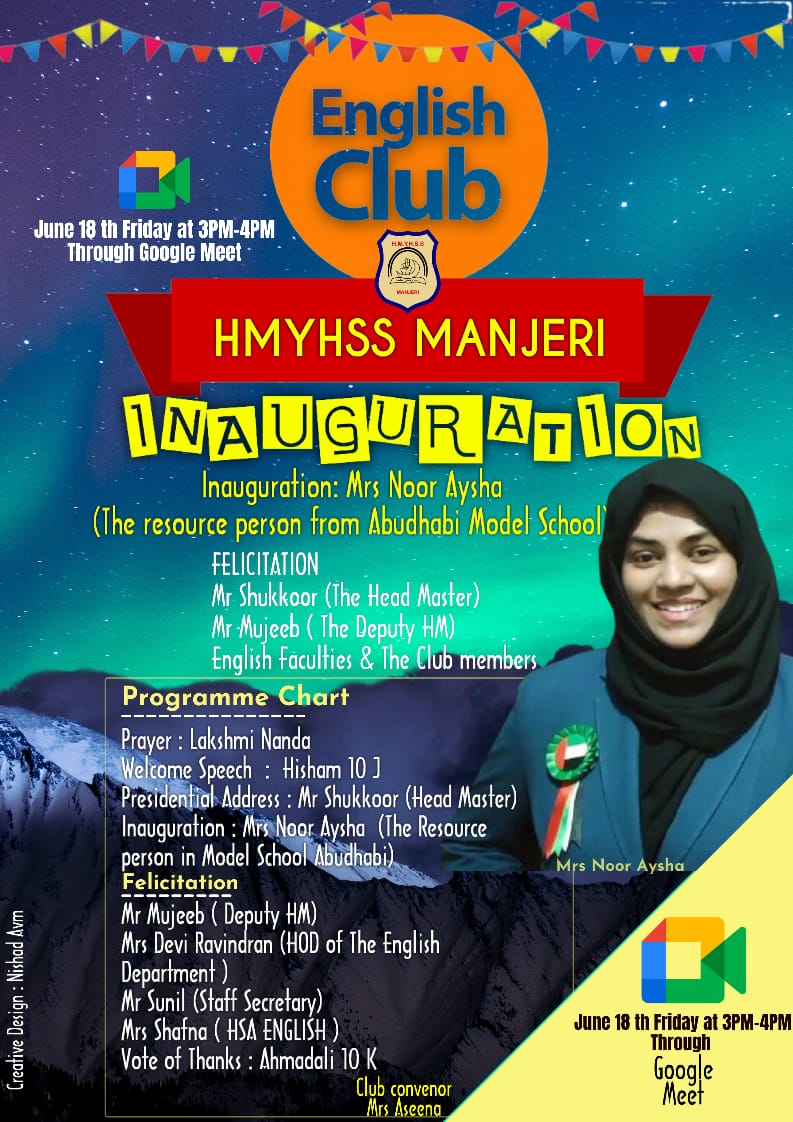 English
Club
June 18 th Friday at 3PM-4PM
Through Google Meet
H.M.Y.H.S.S
MANJERI
HMYHSS MANJERI
INAUGURATION
Inauguration: Mrs Noor Aysha
(The resource person from Abudhabi Model School)
FELICITATION
Mr Shukkoor (The Head Master)
Mr Mujeeb ( The Deputy HM)
English Faculties & The Club members
Programme Chart
Prayer : Lakshmi Nanda
Welcome Speech : Hisham 10 J
Presidential Address : Mr Shukkoor (Head Master)
Inauguration : Mrs Noor Aysha (The Resource
person in Model School Abudhabi)
Felicitation
Mr Mujeeb ( Deputy HM)
Mrs Devi Ravindran (HOD of The English
Department )
Mr Sunil (Staff Secretary)
Mrs Shafna ( HSA ENGLISH )
Vote of Thanks : Ahmadali 10 K
Club convenor
Mrs Aseena
Mrs Noor Aysha
June 18 th Friday at 3PM-4PM
Through
Google
Meet
Creative Design : Nishad Avm